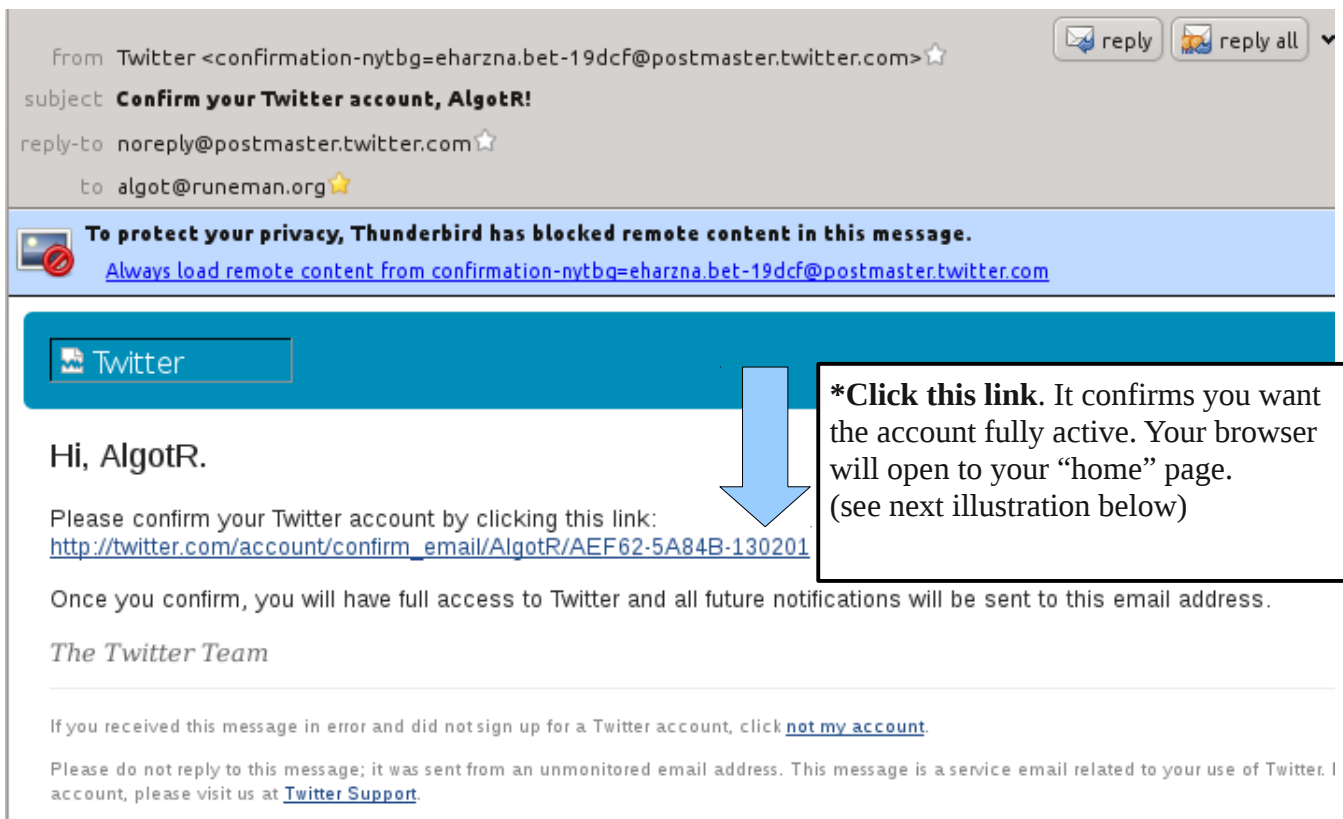 from Twitter <confirmation-nytbg=eharzna.bet-19dcf@postmaster.twitter.com>
reply
reply all
subject Confirm your Twitter account, AlgotR!
reply-to noreply@postmaster.twitter.com
to algot@runeman.org
To protect your privacy, Thunderbird has blocked remote content in this message.
Always load remote content from confirmation-nytbg=eharzna.bet-19dcf@postmaster.twitter.com
Twitter
*Click this link. It confirms you want
the account fully active. Your browser
will open to your “home” page.
(see next illustration below)
Hi, AlgotR.
Please confirm your Twitter account by clicking this link:
http://twitter.com/account/confirm_email/AlgotR/AEF62-5A84B-130201
Once you confirm, you will have full access to Twitter and all future notifications will be sent to this email address.
The Twitter Team
If you received this message in error and did not sign up for a Twitter account, click not my account.
Please do not reply to this message; it was sent from an unmonitored email address. This message is a service email related to your use of Twitter.
account, please visit us at Twitter Support.